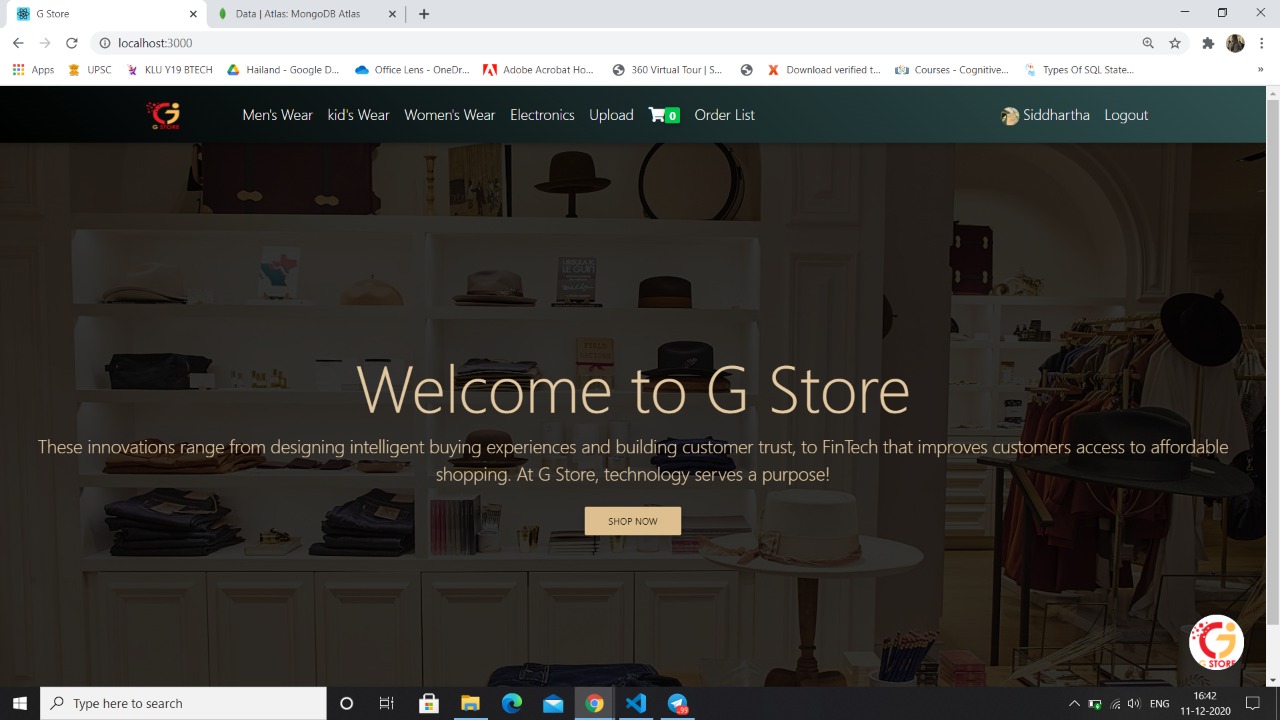 G Store
Data | Atlas: MongoDB Atlas
localhost:3000
Apps
UPSC
KLU Y19 BTECH
Hailand - Google D...
Office Lens - OneDr...
Adobe Acrobat Ho...
360 Virtual Tour | S...
Download verified t...
Courses - Cognitive...
Types Of SQL State...
»
G STORE
Men's Wear
kid's Wear
Women's Wear
Electronics
Upload
0
Order List
Siddhartha
Logout
URSULA K.
LE GUIN
Welcome to G Store
These innovations range from designing intelligent buying experiences and building customer trust, to FinTech that improves customers access to affordable
shopping. At G Store, technology serves a purpose!
SHOP NOW
G STORE
Type here to search
99
ENG
16:42
11-12-2020